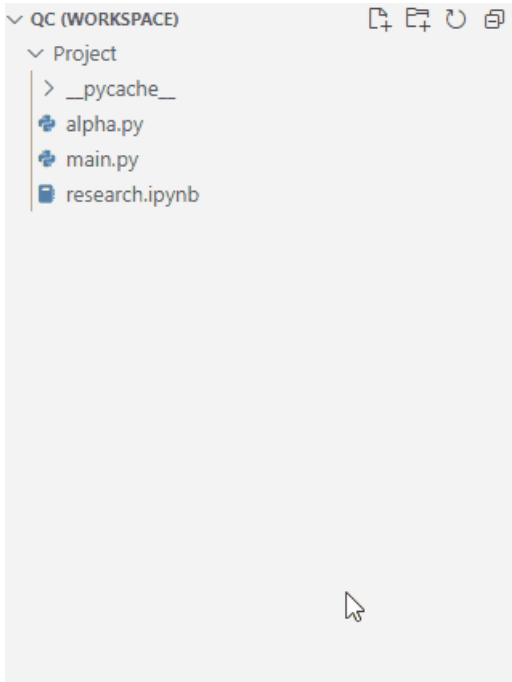 QC (WORKSPACE)
Project
__pycache__
alpha.py
main.py
research.ipynb